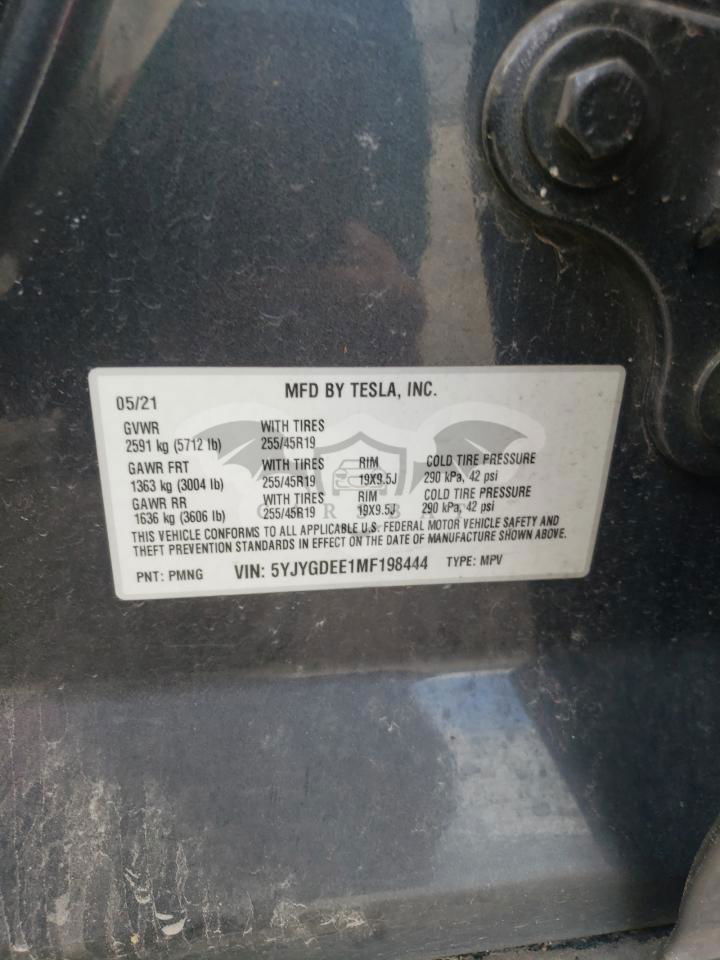 05/21 MFD BY TESLA, INC.
GVWR WITH TIRES
2591 kg (5712 lb) 255/45R19
GAWR FRT WITH TIRES RIM COLD TIRE PRESSURE
1363 kg (3004 lb) 255/45R19 19X9.5J 290 kPa, 42 psi
GAWR RR WITH TIRES RIM COLD TIRE PRESSURE
1636 kg (3606 lb) 255/45R19 19X9.5J 290 kPa, 42 psi
THIS VEHICLE CONFORMS TO ALL APPLICABLE U.S. FEDERAL MOTOR VEHICLE SAFETY AND
THEFT PREVENTION STANDARDS IN EFFECT ON THE DATE OF MANUFACTURE SHOWN ABOVE.
PNT: PMNG VIN: 5YJYGDEE1MF198444 TYPE: MPV